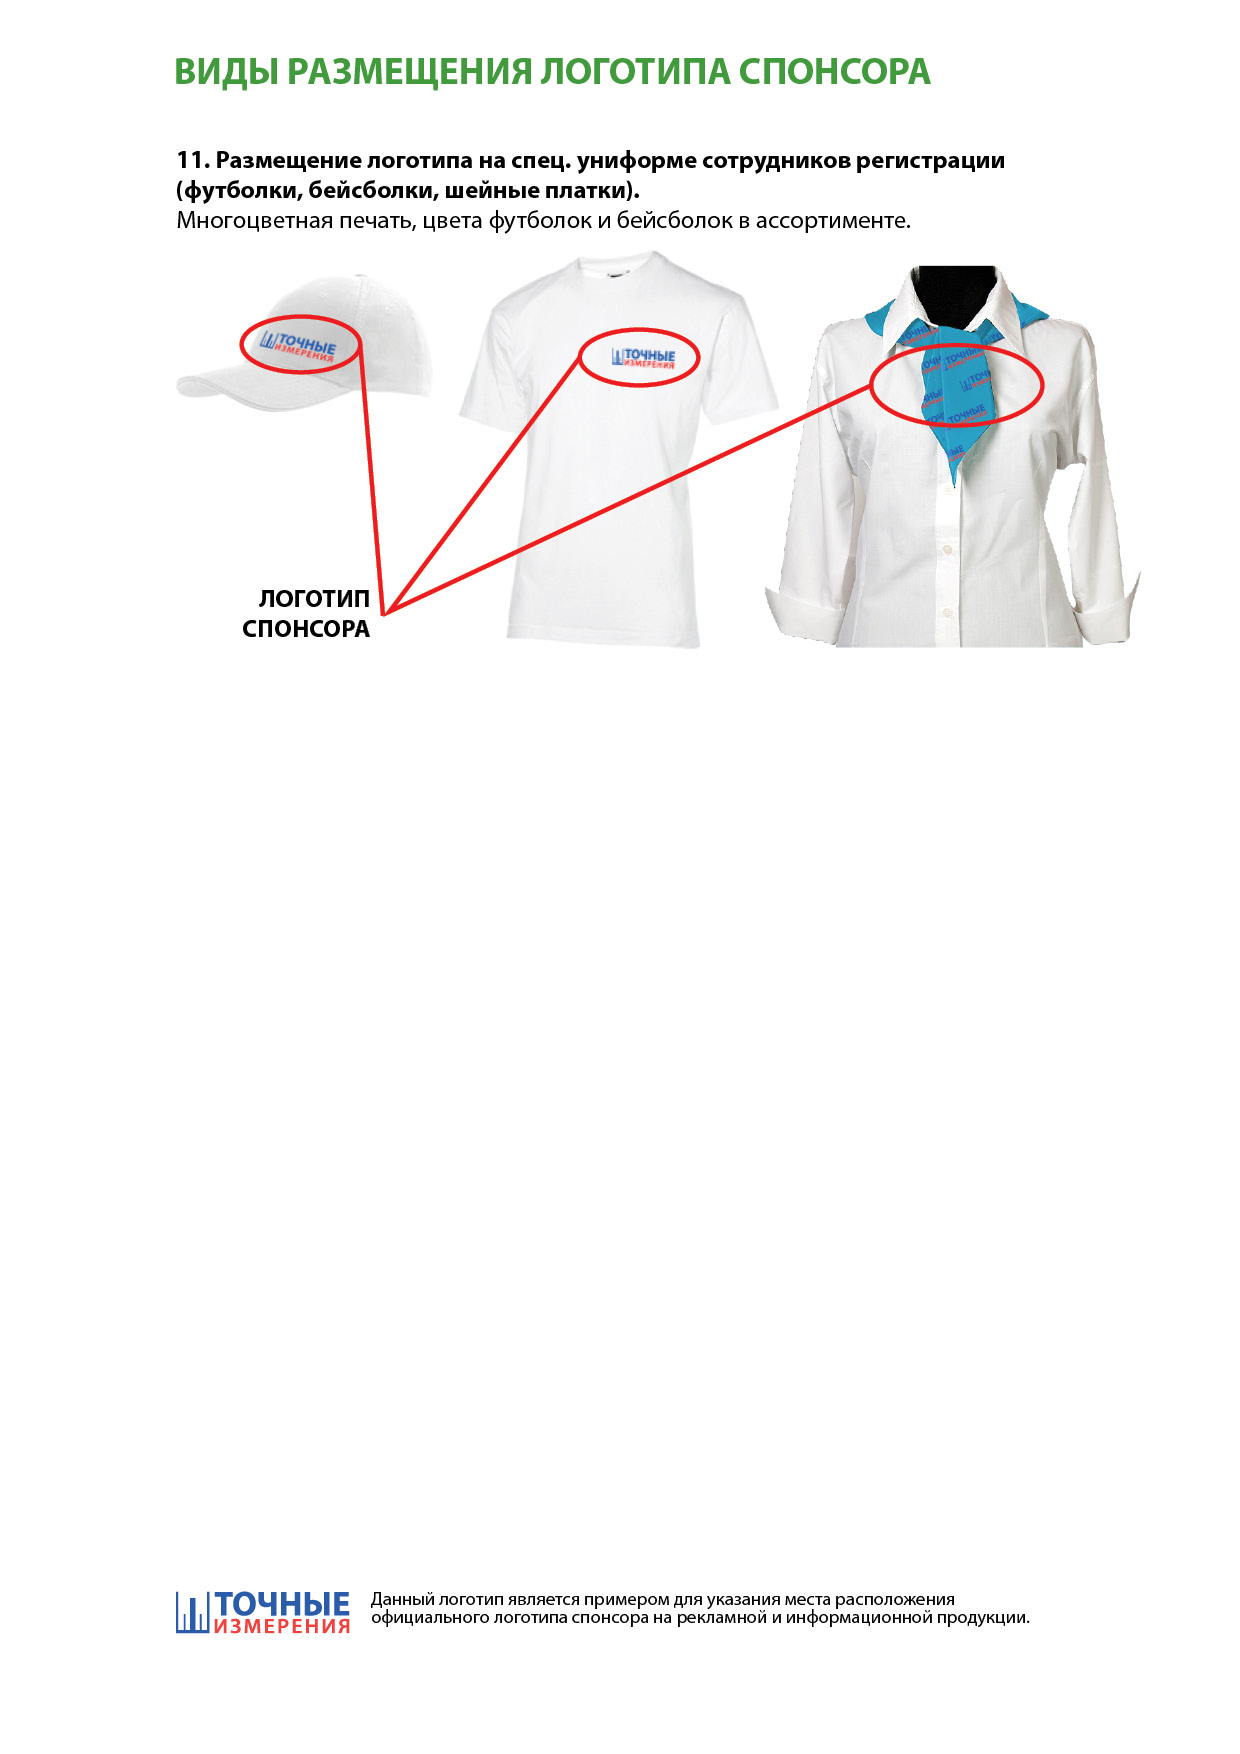 ВИДЫ РАЗМЕЩЕНИЯ ЛОГОТИПА СПОНСОРА
11. Размещение логотипа на спец. униформе сотрудников регистрации
(футболки, бейсболки, шейные платки).
Многоцветная печать, цвета футболок и бейсболок в ассортименте.
ТОЧНЫЕ
ИЗМЕРЕНИЯ
ТОЧНЫЕ
ИЗМЕРЕНИЯ
ТОЧНЫЕ
ЛОГОТИП
СПОНСОРА
ТОЧНЫЕ
ИЗМЕРЕНИЯ
Данный логотип является примером для указания места расположения
официального логотипа спонсора на рекламной и информационной продукции.